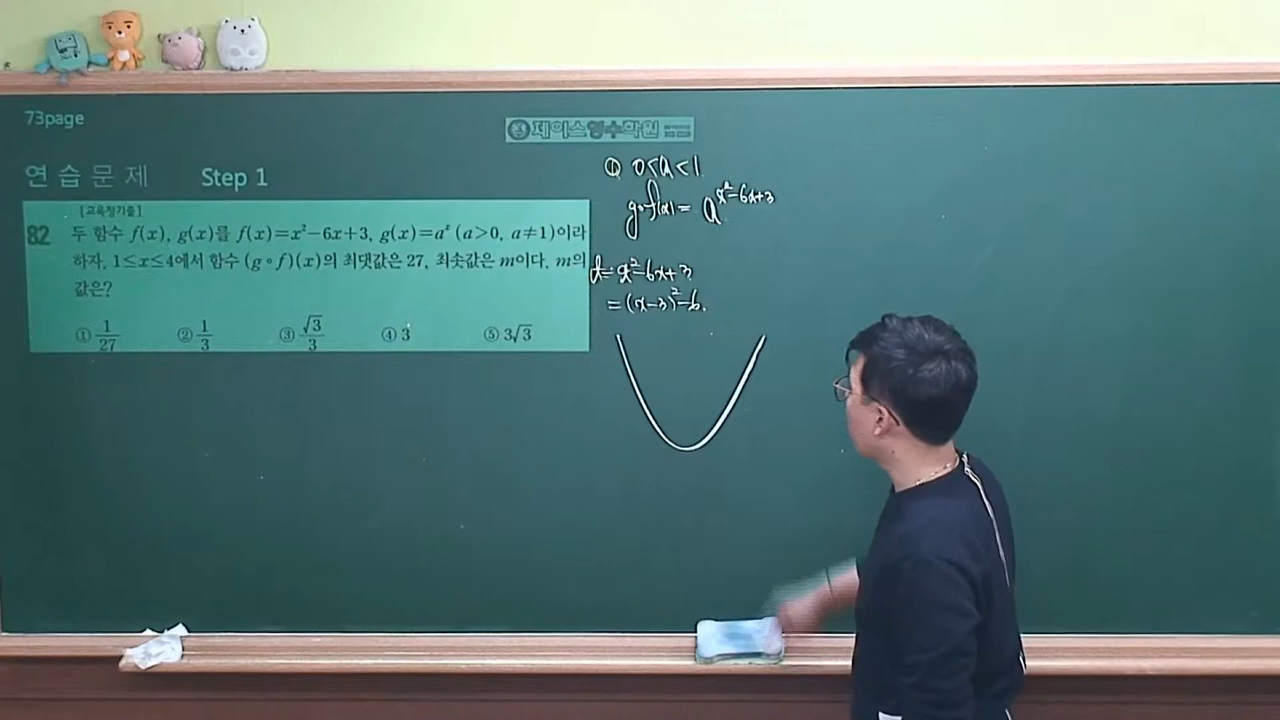 73page
제이스영수학원
연습문제 Step 1
[교육청기출]
82 두 함수 f(x), g(x)를 f(x)=x²-6x+3, g(x)=aˣ (a>0, a≠1)이라
하자. 1≤x≤4에서 함수 (g∘f)(x)의 최댓값은 27, 최솟값은 m이다. m의
값은?
① 1/27 ② 1/3 ③ √3/3 ④ 3 ⑤ 3√3
① 0<a<1
g∘f(x)= a^(x²-6x+3)
t=x²-6x+3
=(x-3)²-6.